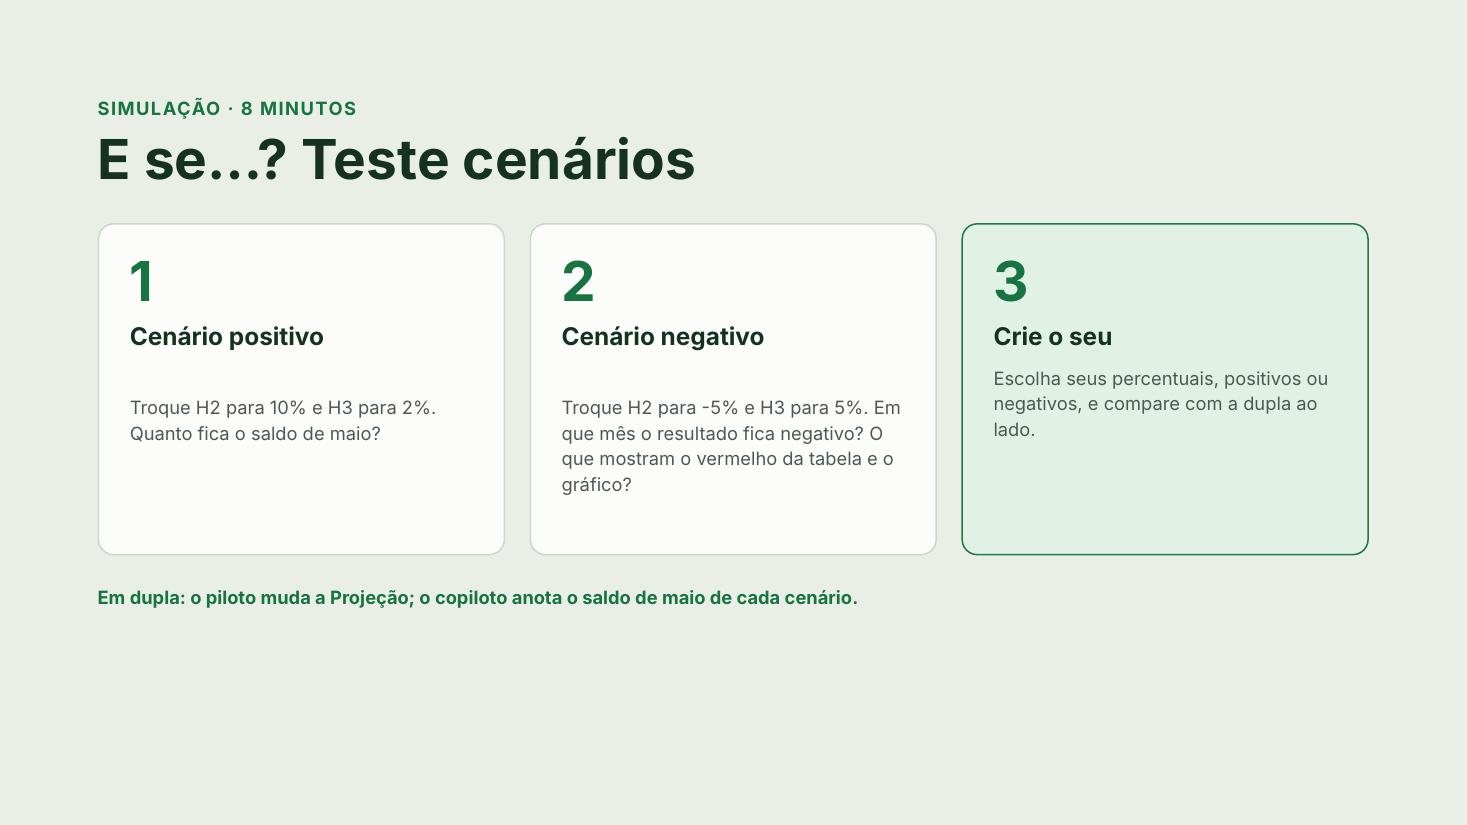 SIMULAÇÃO · 8 MINUTOS
E se…? Teste cenários
1
Cenário positivo
Troque H2 para 10% e H3 para 2%.
Quanto fica o saldo de maio?
2
Cenário negativo
Troque H2 para -5% e H3 para 5%. Em
que mês o resultado fica negativo? O
que mostram o vermelho da tabela e o
gráfico?
3
Crie o seu
Escolha seus percentuais, positivos ou
negativos, e compare com a dupla ao
lado.
Em dupla: o piloto muda a Projeção; o copiloto anota o saldo de maio de cada cenário.